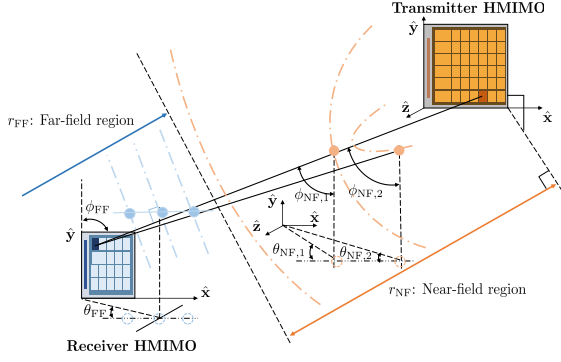 Transmitter HMIMO
ŷ
ẑ
x̂
r_FF: Far-field region
ϕ_NF,1
ϕ_NF,2
ϕ_FF
ŷ
x̂
ẑ
ŷ
θ_NF,1
θ_NF,2
x̂
r_NF: Near-field region
θ_FF
Receiver HMIMO